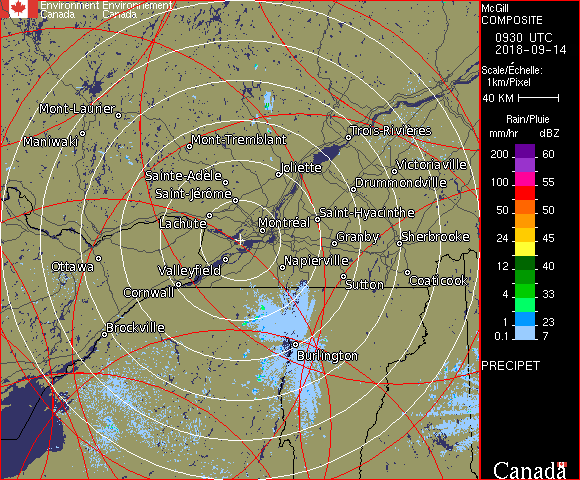 Environment Environnement
Canada Canada
McGill
COMPOSITE
0930 UTC
2018-09-14
Scale/Échelle:
1km/Pixel
40 KM
Rain/Pluie
mm/hr dBZ
200 60
150 57
100 55
50 50
24 45
12 40
4 33
1 23
0.1 7
PRECIPET
Canada
Mont-Laurier
Maniwaki
Mont-Tremblant
Trois-Rivières
Sainte-Adèle
Joliette
Victoriaville
Saint-Jérôme
Drummondville
Lachute
Montréal
Saint-Hyacinthe
Granby
Sherbrooke
Ottawa
Valleyfield
Napierville
Cornwall
Sutton
Coaticook
Brockville
Burlington